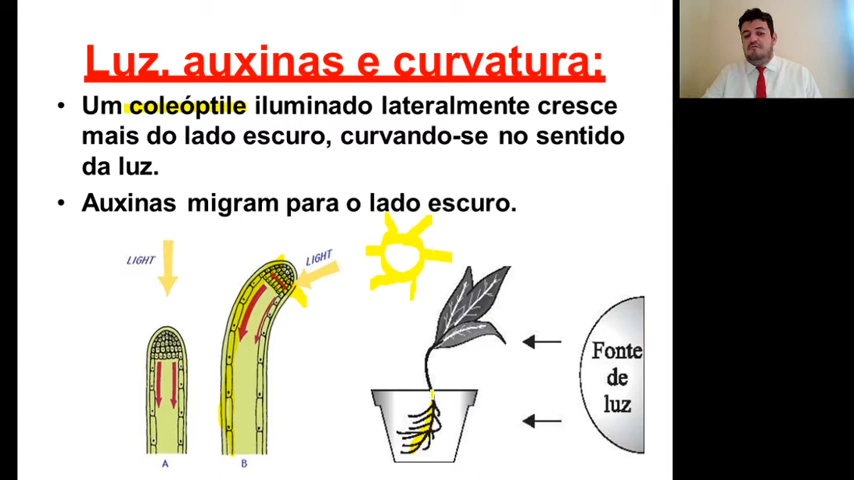 Luz, auxinas e curvatura:
• Um coleóptile iluminado lateralmente cresce
mais do lado escuro, curvando-se no sentido
da luz.
• Auxinas migram para o lado escuro.
LIGHT
LIGHT
Fonte
de
luz
A
B